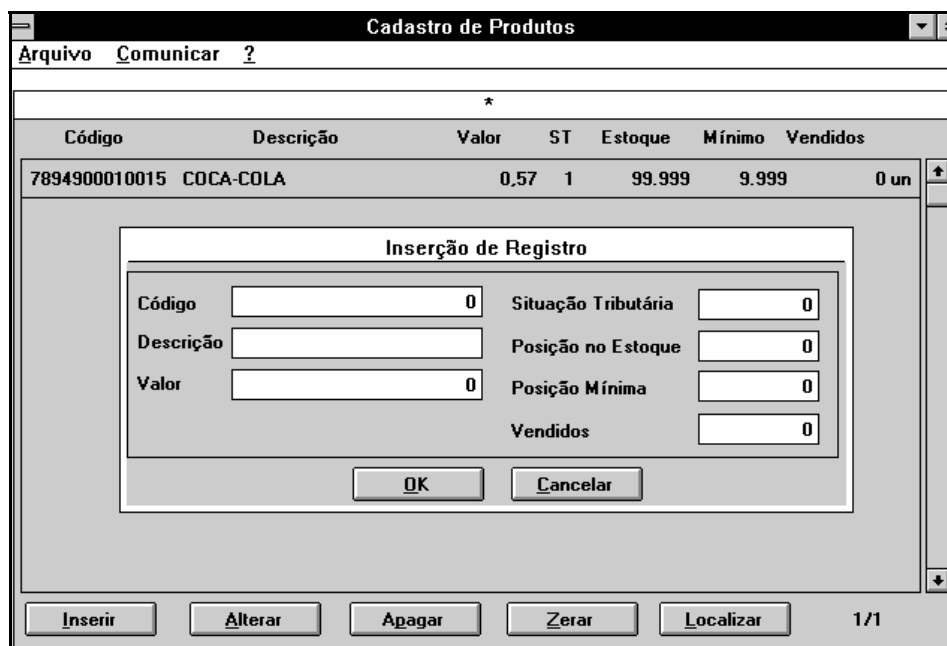 Cadastro de Produtos
Arquivo Comunicar ?
*
Código Descrição Valor ST Estoque Mínimo Vendidos
7894900010015 COCA-COLA 0,57 1 99.999 9.999 0 un
Inserção de Registro
Código 0 Situação Tributária 0
Descrição Posição no Estoque 0
Valor 0 Posição Mínima 0
Vendidos 0
OK Cancelar
Inserir Alterar Apagar Zerar Localizar 1/1